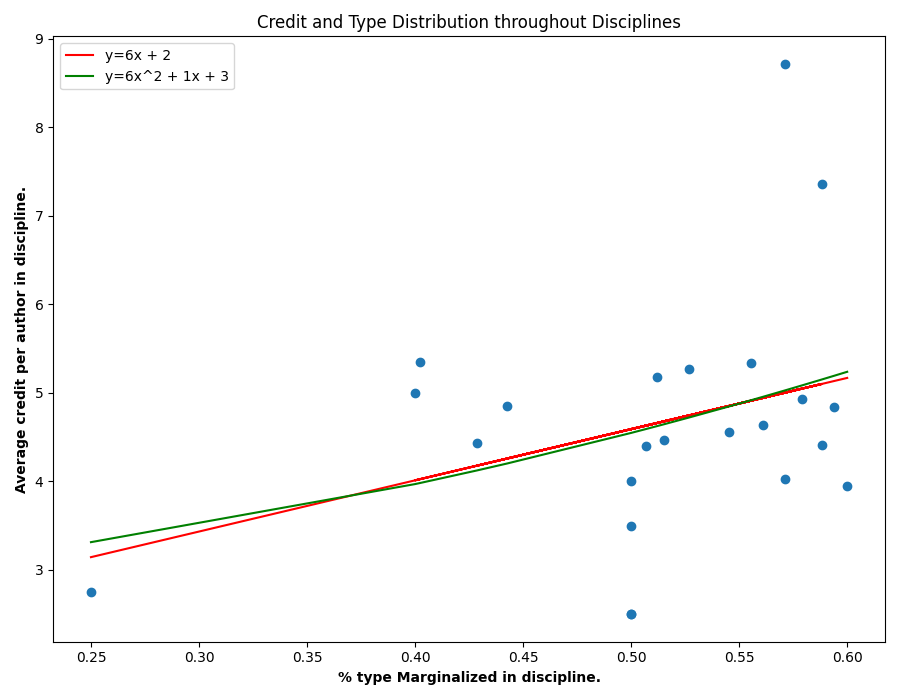 Credit and Type Distribution throughout Disciplines
y=6x + 2
y=6x^2 + 1x + 3
9
8
7
6
5
4
3
Average credit per author in discipline.
0.25 0.30 0.35 0.40 0.45 0.50 0.55 0.60
% type Marginalized in discipline.